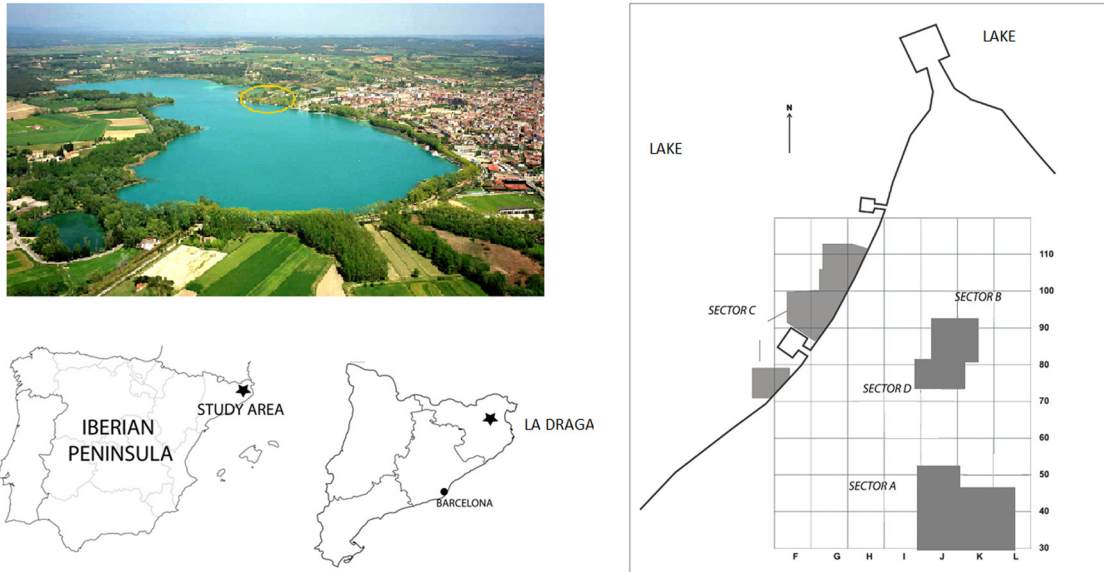 STUDY AREA
IBERIAN
PENINSULA
LA DRAGA
BARCELONA
LAKE
LAKE
N
SECTOR C
SECTOR B
SECTOR D
SECTOR A
110
100
90
80
70
60
50
40
30
F G H I J K L